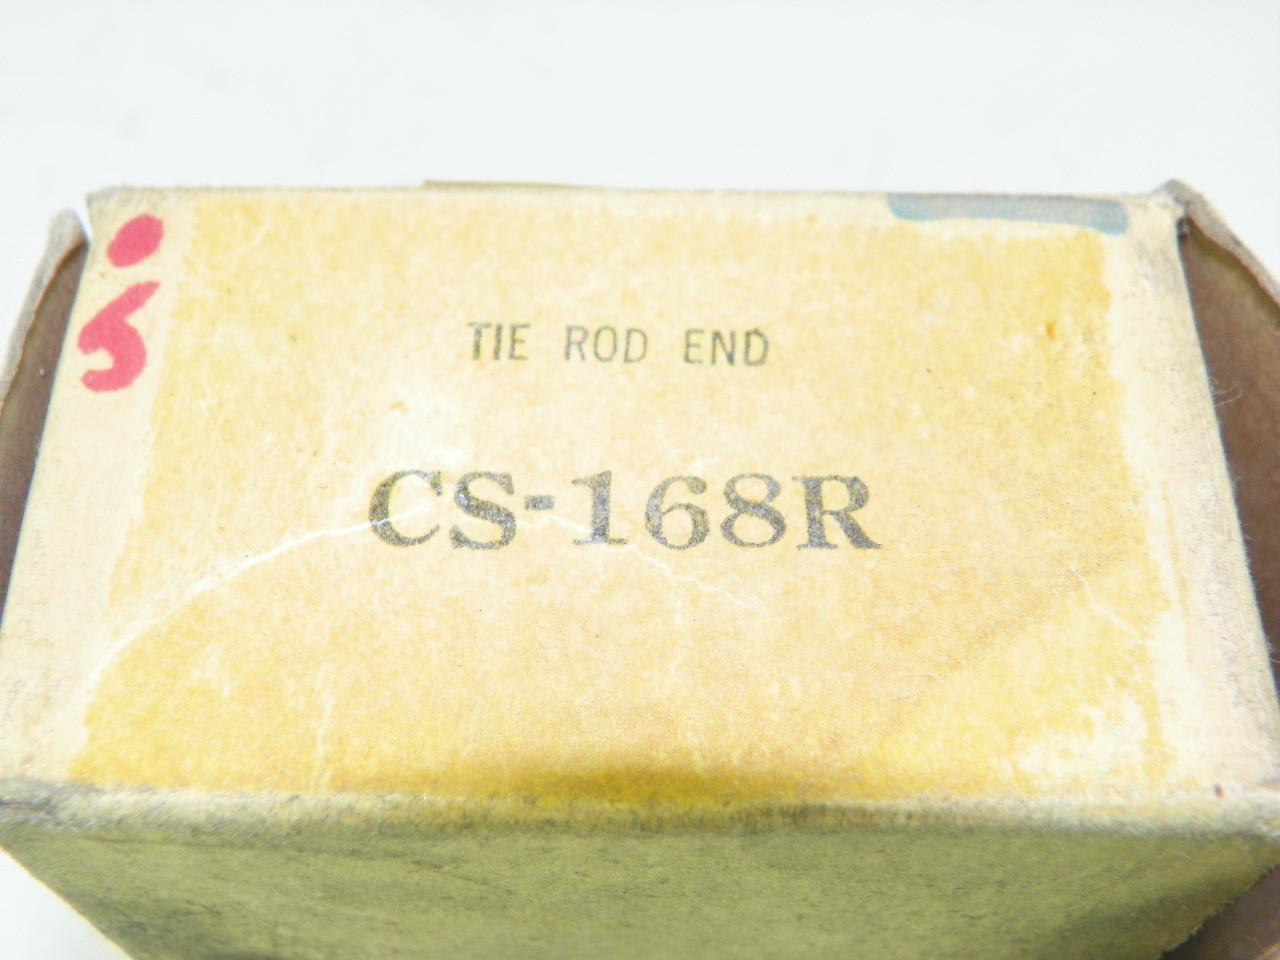 TIE ROD END
CS-168R